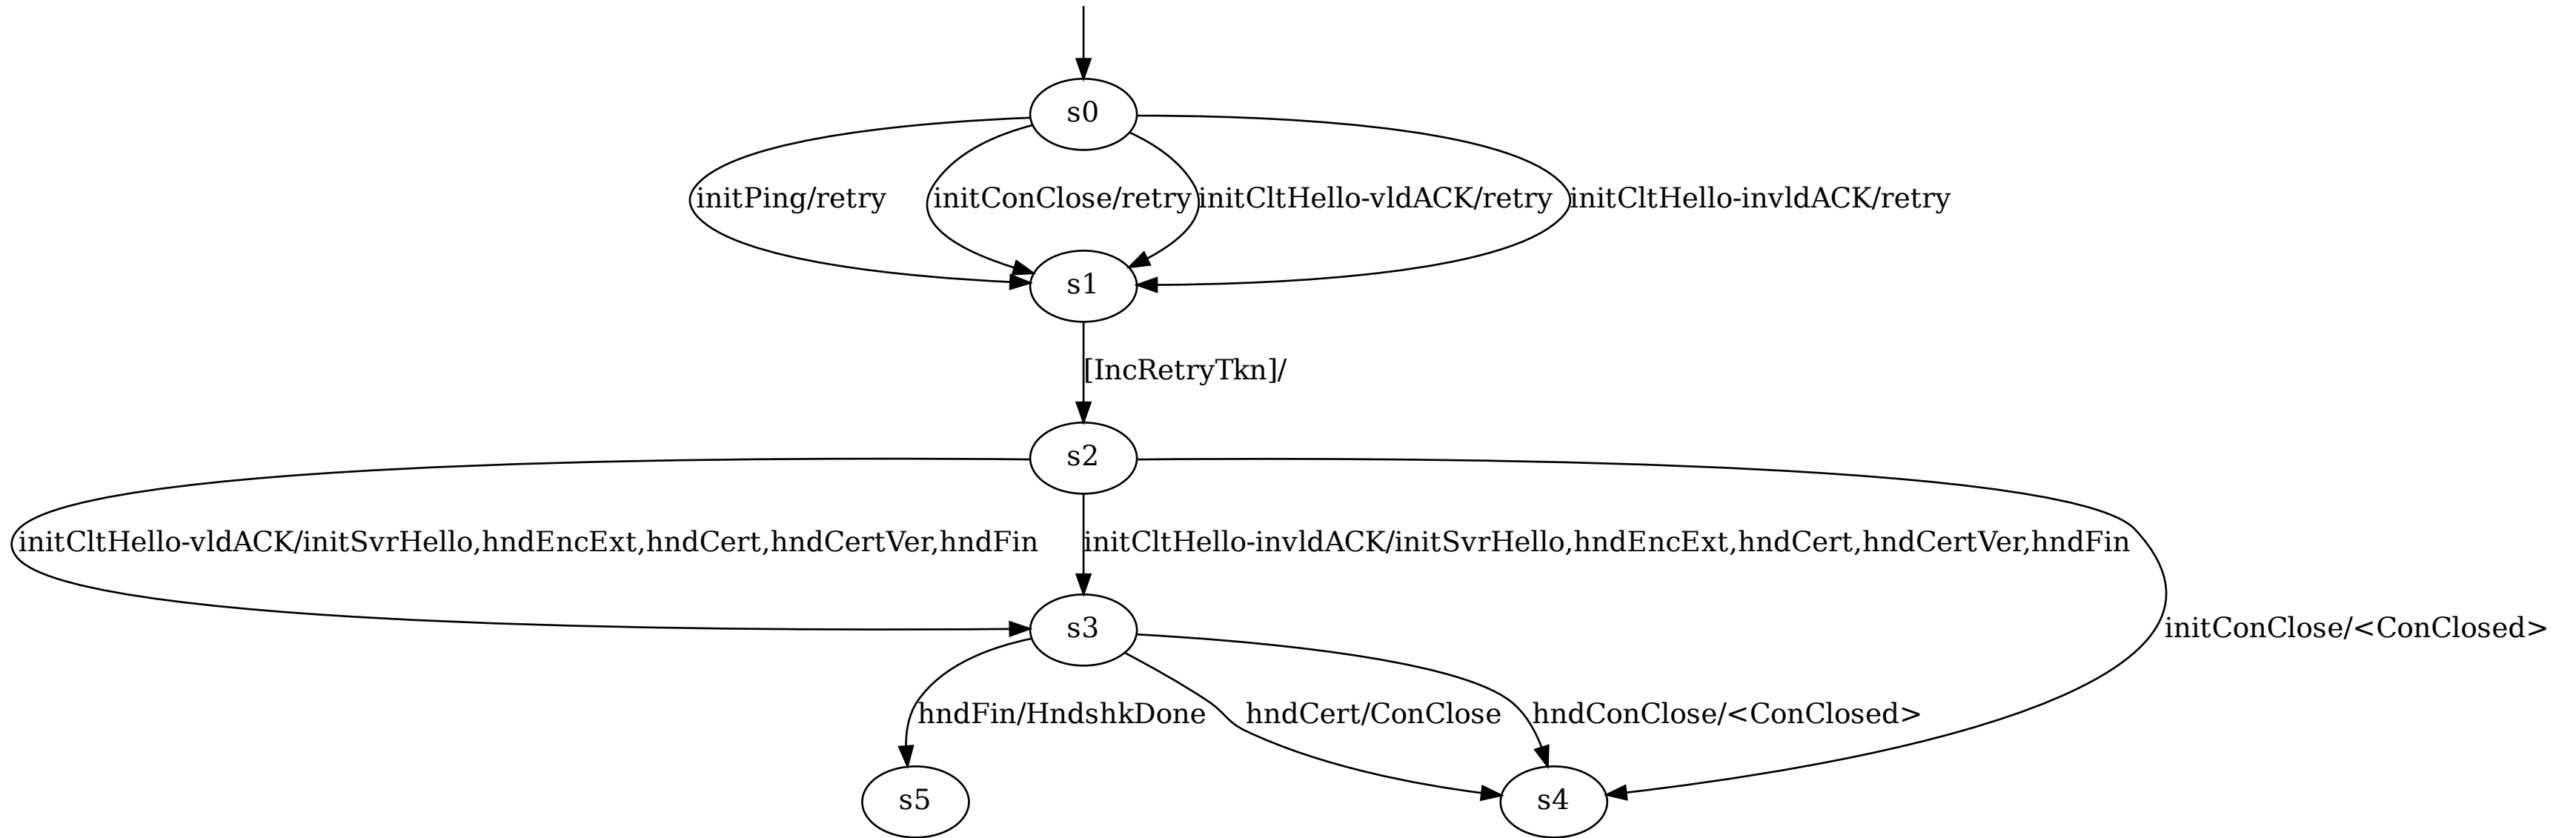 s0
initPing/retry
initConClose/retry
initCltHello-vldACK/retry
initCltHello-invldACK/retry
s1
[IncRetryTkn]/
s2
initCltHello-vldACK/initSvrHello,hndEncExt,hndCert,hndCertVer,hndFin
initCltHello-invldACK/initSvrHello,hndEncExt,hndCert,hndCertVer,hndFin
s3
initConClose/<ConClosed>
hndFin/HndshkDone
hndCert/ConClose
hndConClose/<ConClosed>
s5
s4